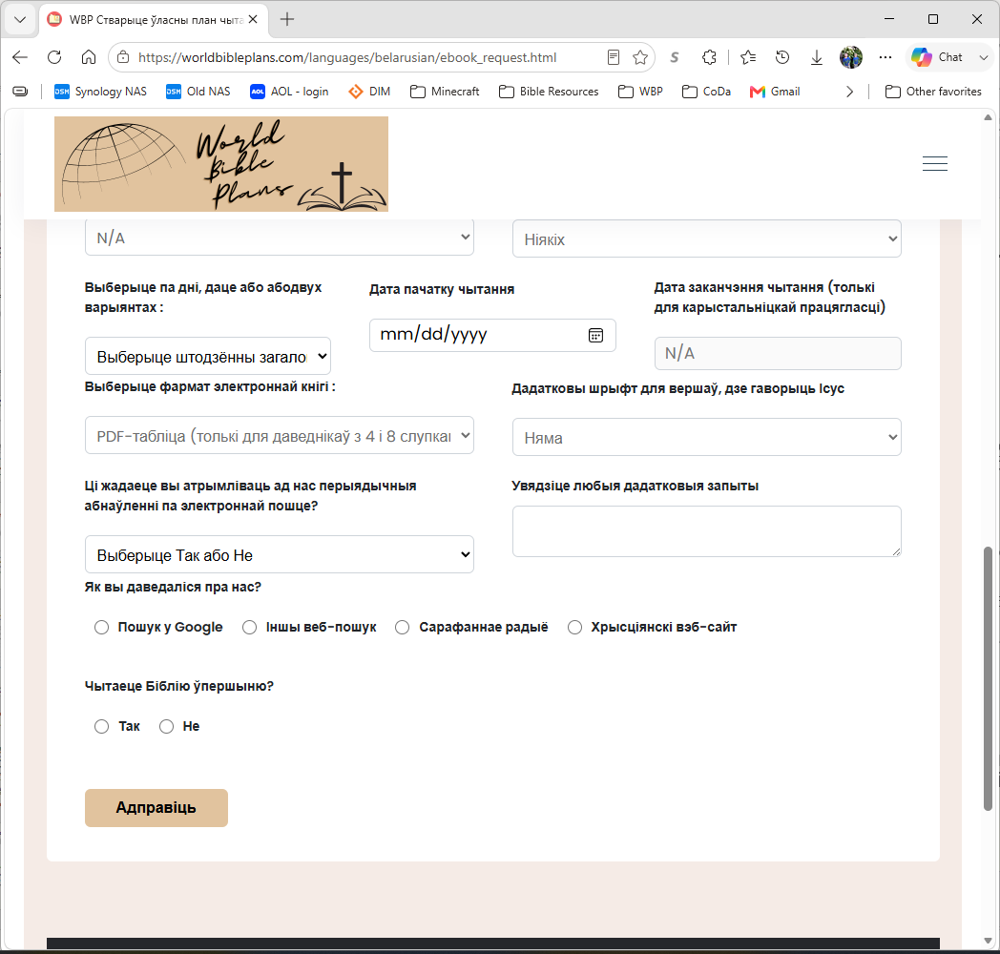 WBP Стварыце ўласны план чыта
https://worldbibleplans.com/languages/belarusian/ebook_request.html
Chat
Synology NAS
Old NAS
AOL - login
DIM
Minecraft
Bible Resources
WBP
CoDa
Gmail
Other favorites
World
Bible
Plans
N/A
Ніякіх
Выберыце па дні, даце або абодвух
варыянтах :
Дата пачатку чытання
Дата заканчэння чытання (толькі
для карыстальніцкай працягласці)
Выберыце штодзённы загало
mm/dd/yyyy
N/A
Выберыце фармат электроннай кнігі :
Дадатковы шрыфт для вершаў, дзе гаворыць Ісус
PDF-табліца (толькі для даведнікаў з 4 і 8 слупкамі
Няма
Ці жадаеце вы атрымліваць ад нас перыядычныя
абнаўленні па электроннай пошце?
Увядзіце любыя дадатковыя запыты
Выберыце Так або Не
Як вы даведаліся пра нас?
Пошук у Google
Іншы веб-пошук
Сарафаннае радыё
Хрысціянскі вэб-сайт
Чытаеце Біблію ўпершыню?
Так
Не
Адправіць